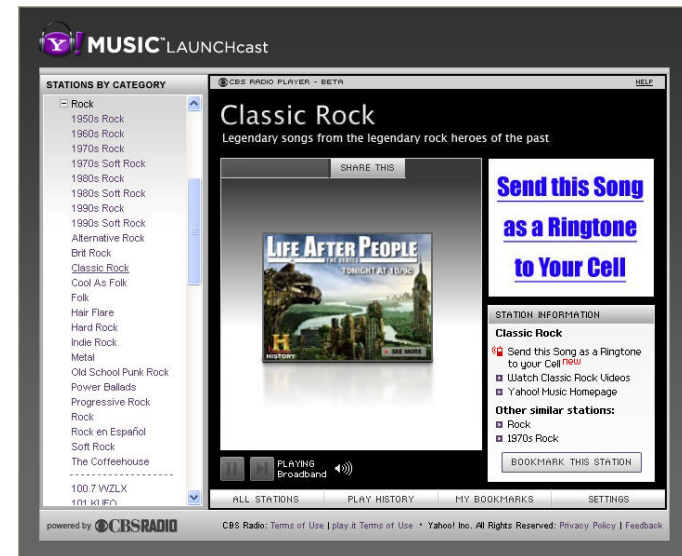 Y! MUSIC™ LAUNCHcast
STATIONS BY CATEGORY
Rock
1950s Rock
1960s Rock
1970s Rock
1970s Soft Rock
1980s Rock
1980s Soft Rock
1990s Rock
1990s Soft Rock
Alternative Rock
Brit Rock
Classic Rock
Cool As Folk
Folk
Hair Flare
Hard Rock
Indie Rock
Metal
Old School Punk Rock
Power Ballads
Progressive Rock
Rock
Rock en Español
Soft Rock
The Coffeehouse
100.7 WZLX
powered by CBSRADIO
CBS RADIO PLAYER - BETA
HELP
Classic Rock
Legendary songs from the legendary rock heroes of the past
SHARE THIS
LIFE AFTER PEOPLE
THE SERIES
TONIGHT AT 10/9c
H
HISTORY
SEE MORE
Send this Song
as a Ringtone
to Your Cell
STATION INFORMATION
Classic Rock
Send this Song as a Ringtone
to your Cell new
Watch Classic Rock Videos
Yahoo! Music Homepage
Other similar stations:
Rock
1970s Rock
BOOKMARK THIS STATION
PLAYING
Broadband
ALL STATIONS PLAY HISTORY MY BOOKMARKS SETTINGS
CBS Radio: Terms of Use | play.it Terms of Use • Yahoo! Inc. All Rights Reserved: Privacy Policy | Feedback